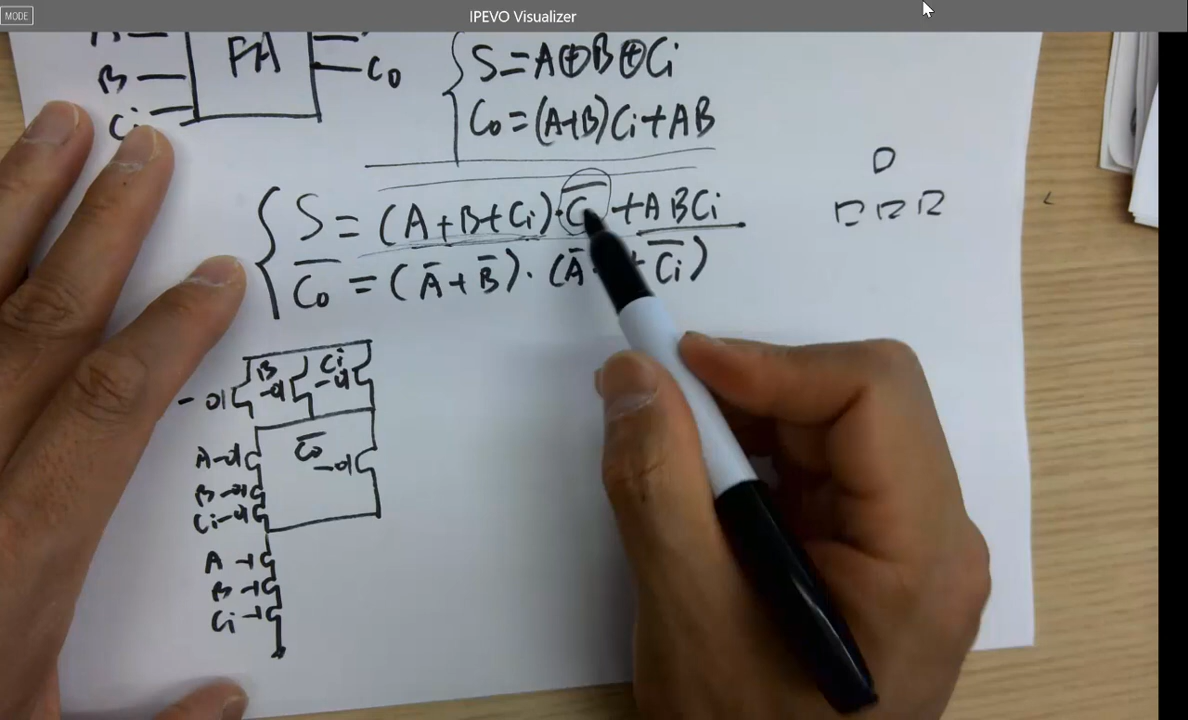 MODE
IPEVO Visualizer
A
B
Ci
FA
Co
S=A⊕B⊕Ci
Co=(A+B)Ci+AB
S=(A+B+Ci)·C̅ +ABCi
C̅o̅=(A̅+B̅)·(A̅ + C̅i)
B
Ci
C̅o̅
A
B
Ci
A
B
Ci